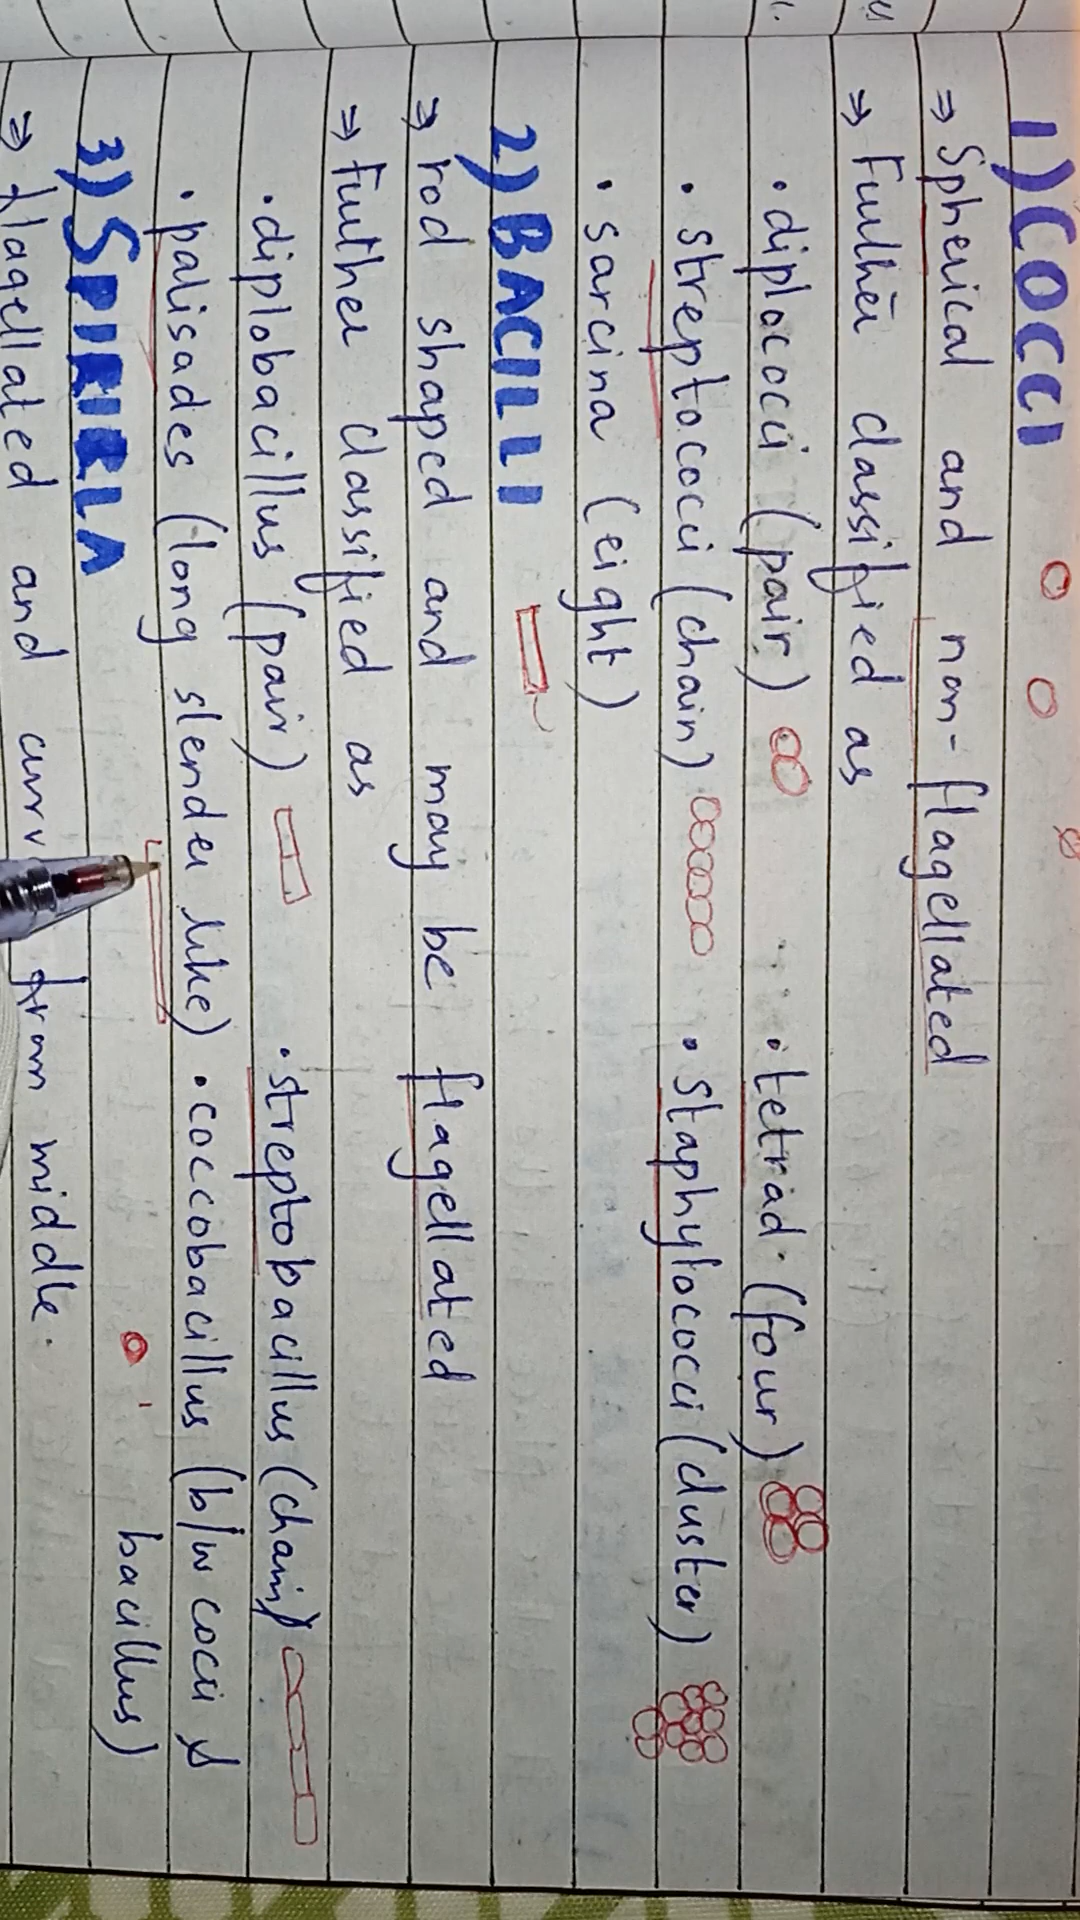 1) COCCI
⇒ Spherical and non-flagellated
⇒ Further classified as
• diplococci (pair) • tetrad. (four)
• streptococci (chain) • staphylococci (cluster)
• sarcina (eight)
2) BACILLI
⇒ rod shaped and may be flagellated
⇒ Further classified as
• diplobacillus (pair) • streptobacillus (chain)
• palisades (long slender like) • coccobacillus (b/w cocci &
bacillus)
3) SPIRILA
⇒ flagellated and from middle.